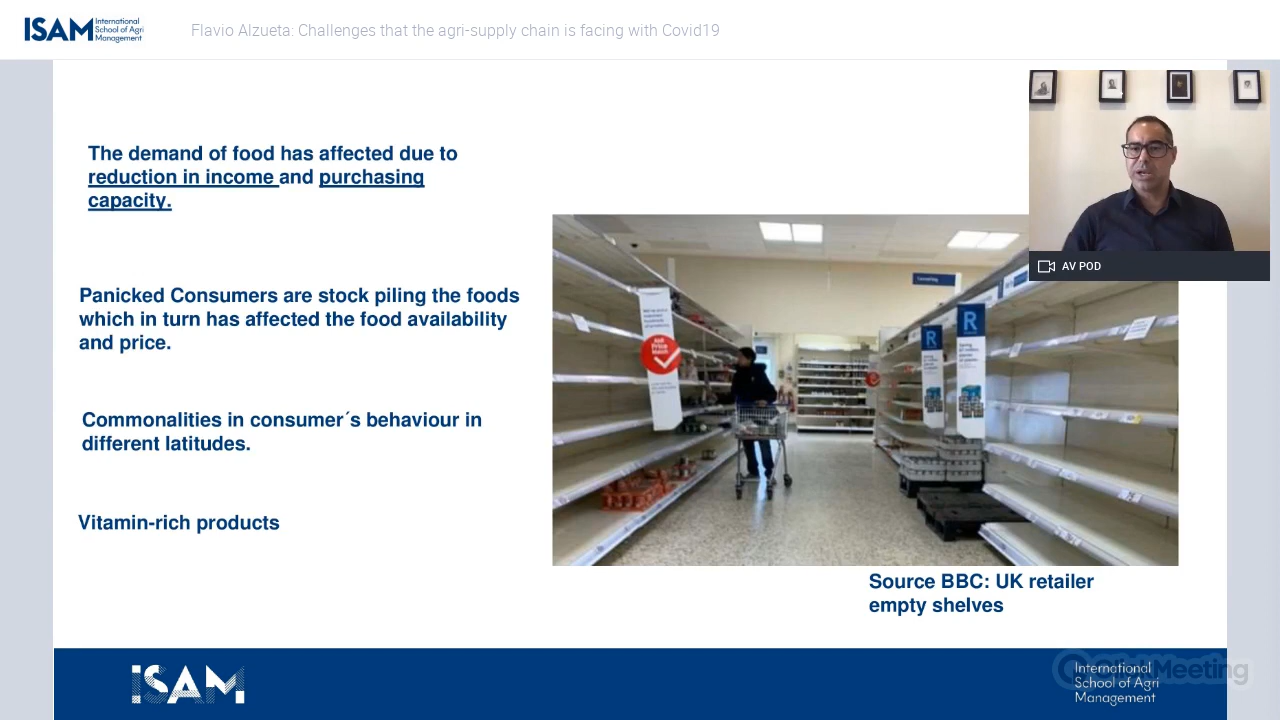 ISAM International
School of Agri
Management
Flavio Alzueta: Challenges that the agri-supply chain is facing with Covid19
The demand of food has affected due to
reduction in income and purchasing
capacity.
AV POD
Panicked Consumers are stock piling the foods
which in turn has affected the food availability
and price.
Price
Match
R
R
Commonalities in consumer´s behaviour in
different latitudes.
Vitamin-rich products
Source BBC: UK retailer
empty shelves
ISAM
International
School of Agri
Management
ClickMeeting